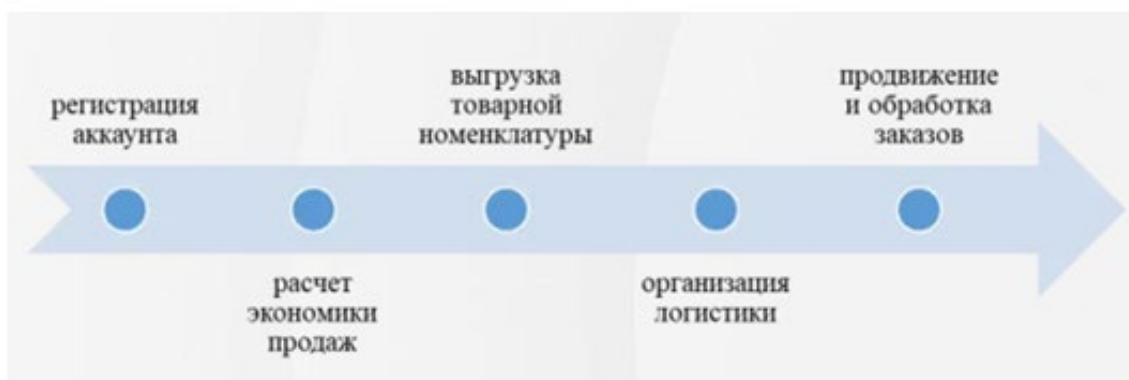 регистрация
аккаунта
расчет
экономики
продаж
выгрузка
товарной
номенклатуры
организация
логистики
продвижение
и обработка
заказов